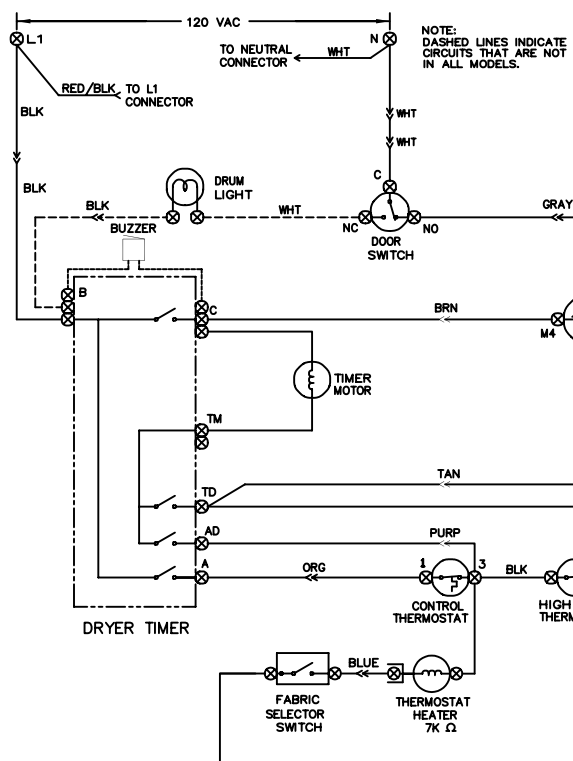 120 VAC
L1
N
NOTE:
DASHED LINES INDICATE
CIRCUITS THAT ARE NOT
IN ALL MODELS.
TO NEUTRAL
CONNECTOR
WHT
RED/BLK
TO L1
CONNECTOR
BLK
WHT
WHT
BLK
DRUM
LIGHT
C
BLK
WHT
GRAY
NC
NO
BUZZER
DOOR
SWITCH
B
C
BRN
M4
TIMER
MOTOR
TM
TAN
TD
AD
PURP
A
ORG
1
3
BLK
CONTROL
THERMOSTAT
HIGH
THERM
DRYER TIMER
BLUE
FABRIC
SELECTOR
SWITCH
THERMOSTAT
HEATER
7K Ω